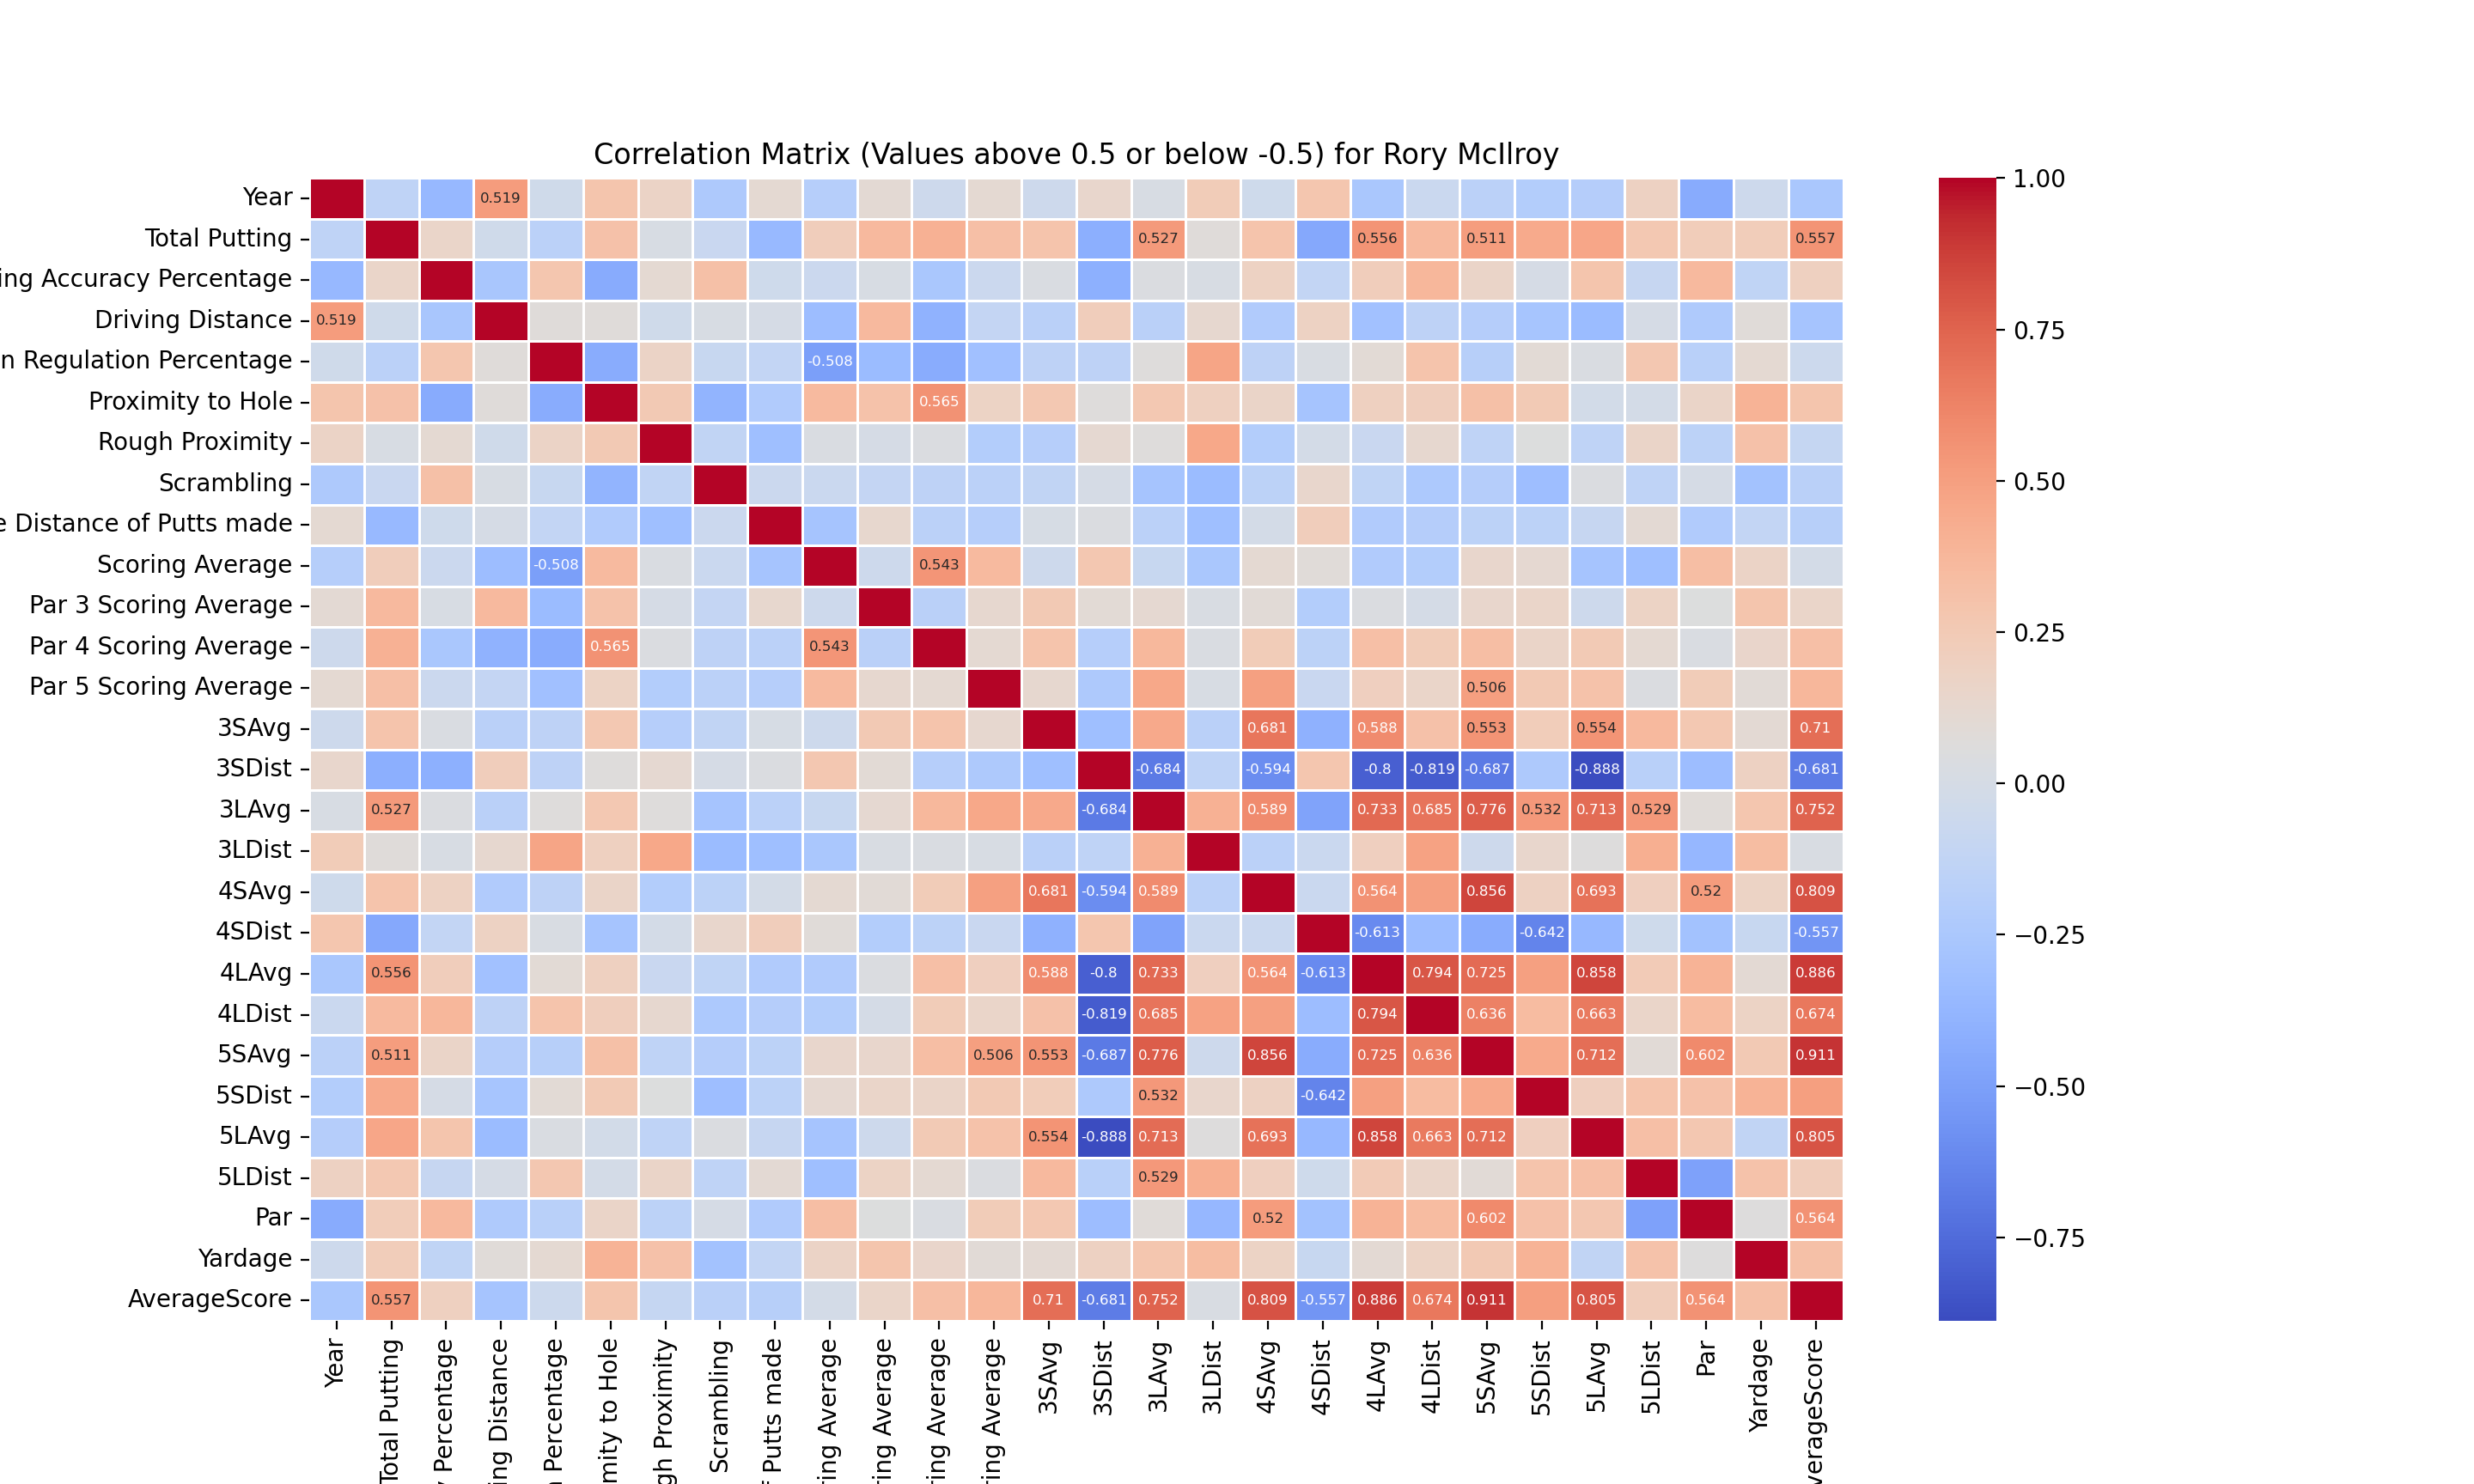 Correlation Matrix (Values above 0.5 or below -0.5) for Rory McIlroy
Year 0.519
Total Putting 0.527 0.556 0.511 0.557
Accuracy Percentage
Driving Distance 0.519
Regulation Percentage -0.508
Proximity to Hole 0.565
Rough Proximity
Scrambling
Distance of Putts made
Scoring Average -0.508 0.543
Par 3 Scoring Average
Par 4 Scoring Average 0.565 0.543
Par 5 Scoring Average 0.506
3SAvg 0.681 0.588 0.553 0.554 0.71
3SDist -0.684 -0.594 -0.8 -0.819 -0.687 -0.888 -0.681
3LAvg 0.527 -0.684 0.589 0.733 0.685 0.776 0.532 0.713 0.529 0.752
3LDist
4SAvg 0.681 -0.594 0.589 0.564 0.856 0.693 0.52 0.809
4SDist -0.613 -0.642 -0.557
4LAvg 0.556 0.588 -0.8 0.733 0.564 -0.613 0.794 0.725 0.858 0.886
4LDist -0.819 0.685 0.794 0.636 0.663 0.674
5SAvg 0.511 0.506 0.553 -0.687 0.776 0.856 0.725 0.636 0.712 0.602 0.911
5SDist 0.532 -0.642
5LAvg 0.554 -0.888 0.713 0.693 0.858 0.663 0.712 0.805
5LDist 0.529
Par 0.52 0.602 0.564
Yardage
AverageScore 0.557 0.71 -0.681 0.752 0.809 -0.557 0.886 0.674 0.911 0.805 0.564
Year
Total Putting
Percentage
Distance
Percentage
to Hole
Proximity
Scrambling
Putts made
Average
Average
Average
Average
3SAvg
3SDist
3LAvg
3LDist
4SAvg
4SDist
4LAvg
4LDist
5SAvg
5SDist
5LAvg
5LDist
Par
Yardage
verageScore
1.00
0.75
0.50
0.25
0.00
−0.25
−0.50
−0.75